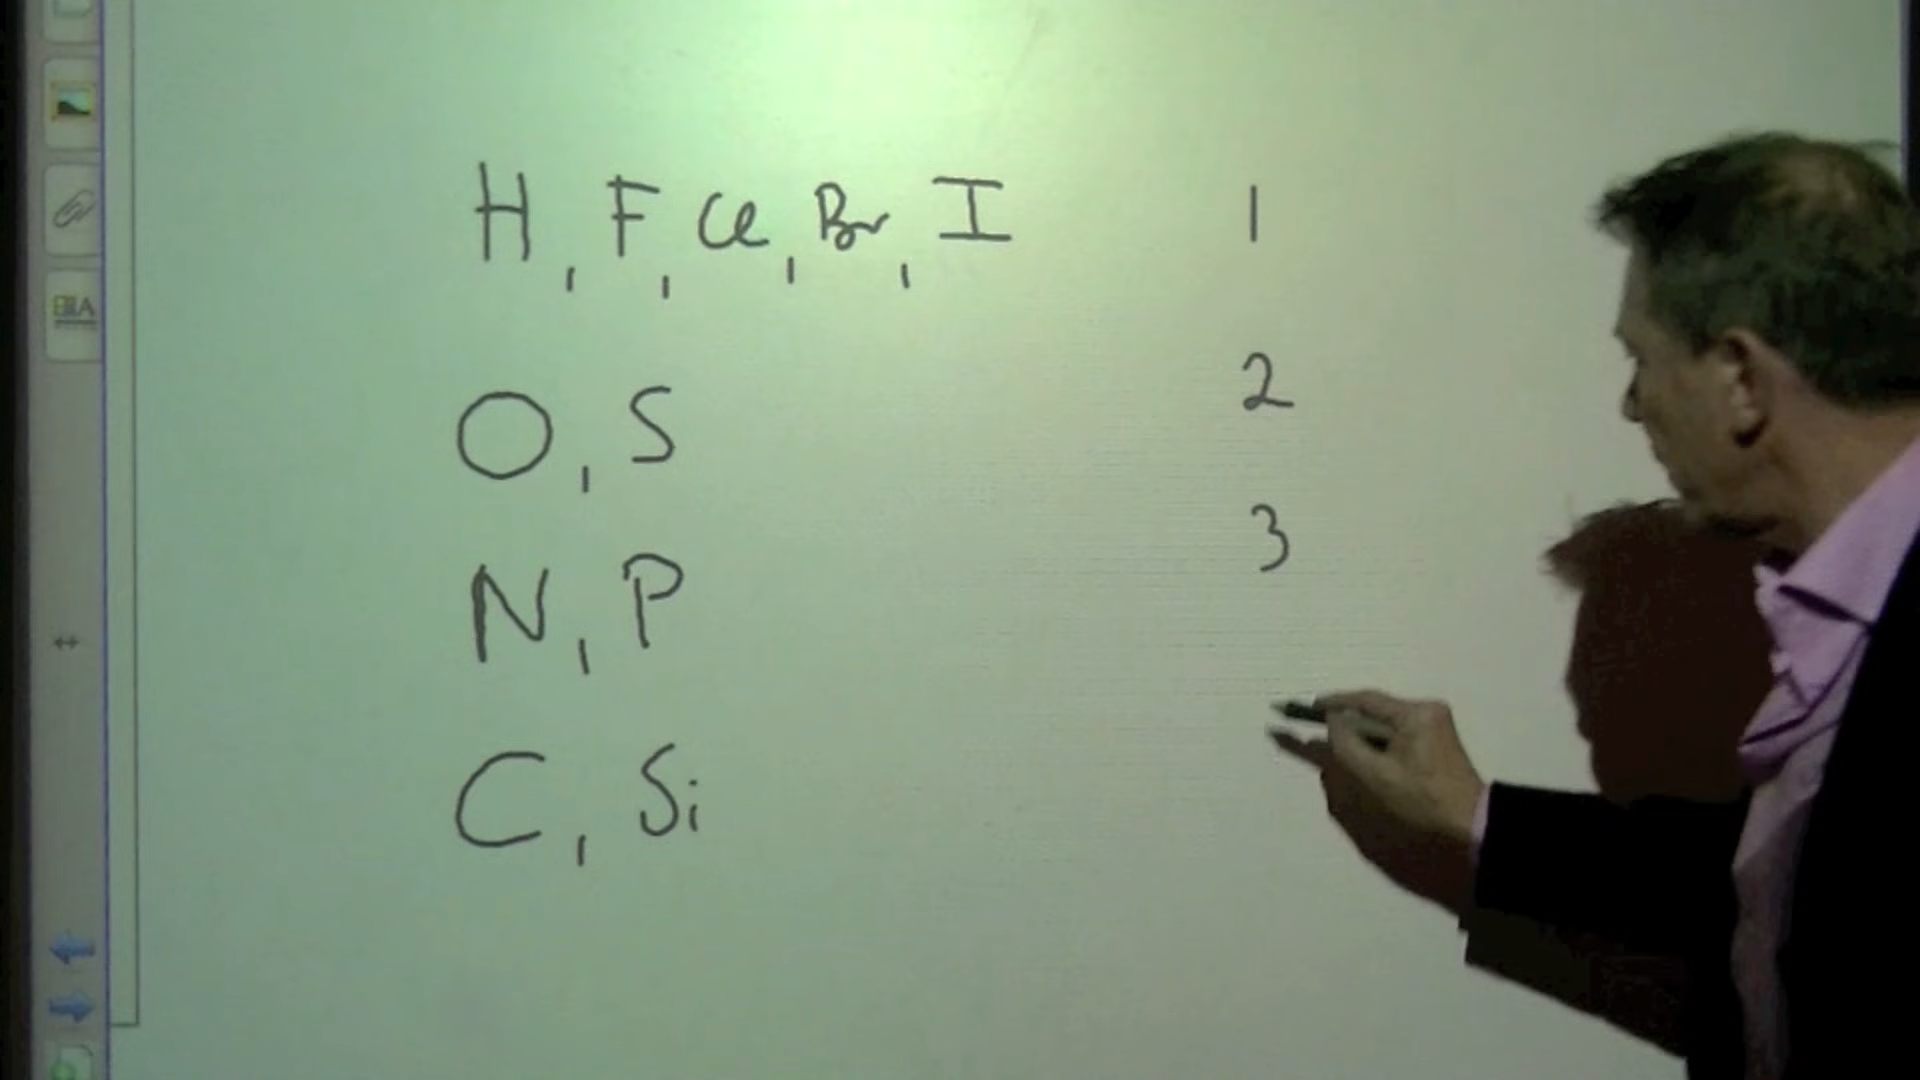 H, F, Cl, Br, I 1
O, S 2
N, P 3
C, Si